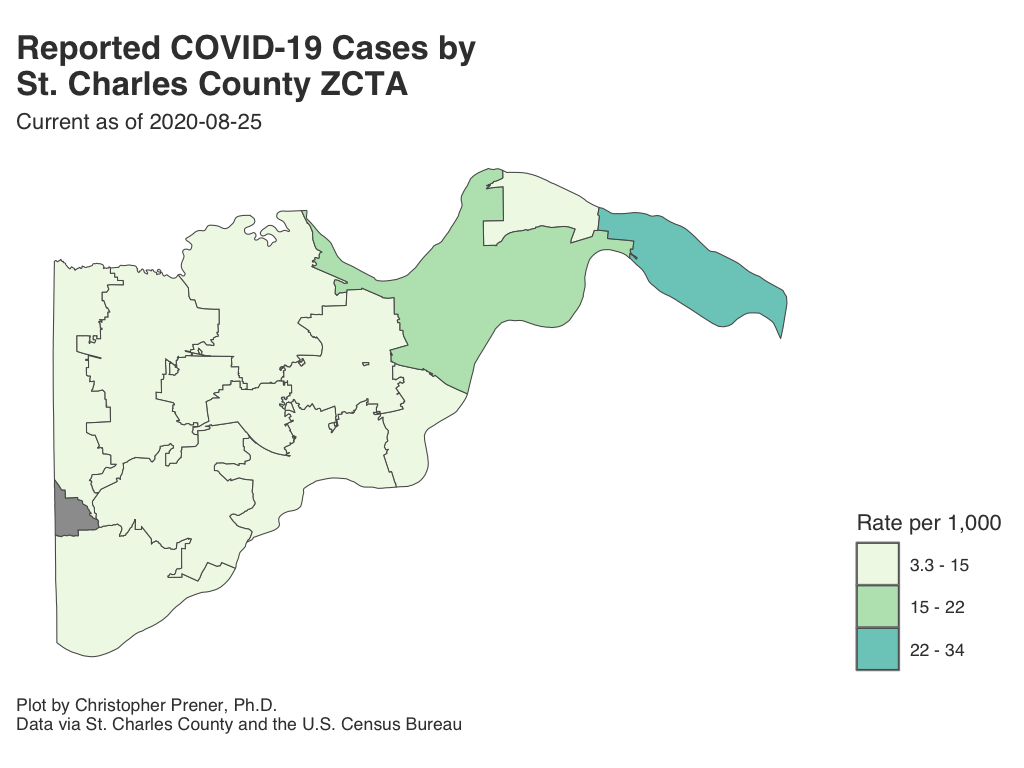 Reported COVID-19 Cases by
St. Charles County ZCTA
Current as of 2020-08-25
Rate per 1,000
3.3 - 15
15 - 22
22 - 34
Plot by Christopher Prener, Ph.D.
Data via St. Charles County and the U.S. Census Bureau